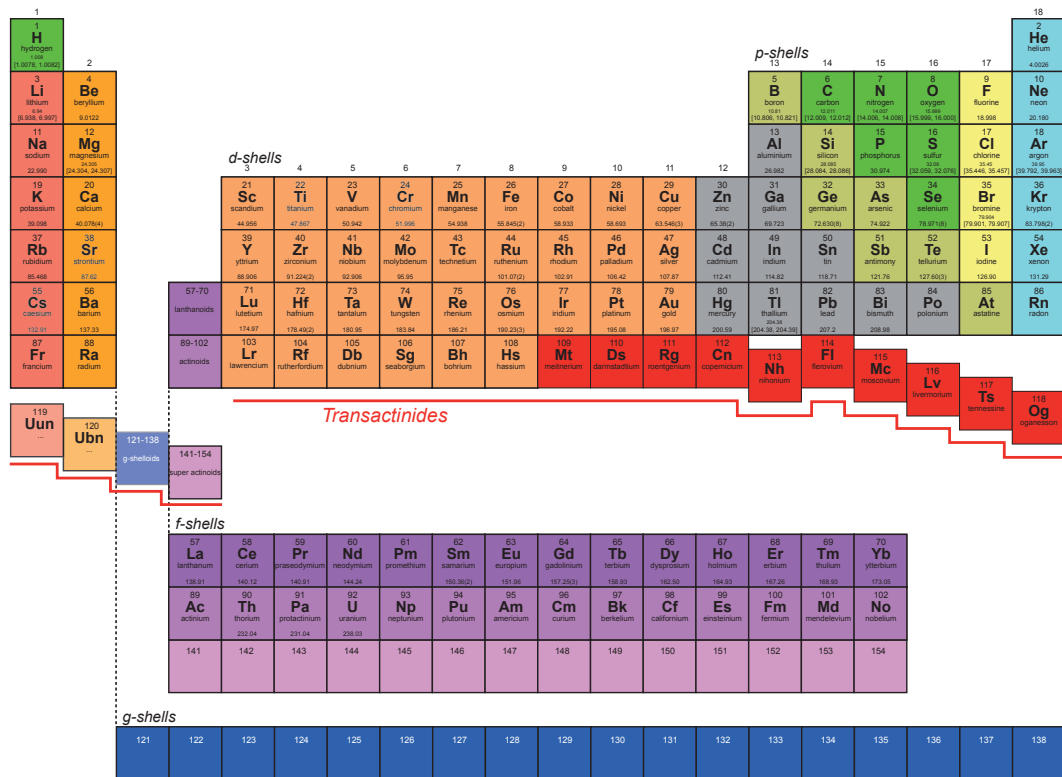 1 18
1 2
H He
hydrogen 2 p-shells helium
1.008
[1.0078, 1.0082] 13 14 15 16 17 4.0026
3 4 5 6 7 8 9 10
Li Be B C N O F Ne
lithium beryllium boron carbon nitrogen oxygen fluorine neon
6.94 10.81 12.011 14.007 15.999
[6.938, 6.997] 9.0122 [10.806, 10.821] [12.009, 12.012] [14.006, 14.008] [15.999, 16.000] 18.998 20.180
11 12 13 14 15 16 17 18
Na Mg Al Si P S Cl Ar
sodium magnesium aluminium silicon phosphorus sulfur chlorine argon
24.305 28.085 32.06 35.45 39.95
22.990 [24.304, 24.307] 26.982 [28.084, 28.086] 30.974 [32.059, 32.076] [35.446, 35.457] [39.792, 39.963]
d-shells
3 4 5 6 7 8 9 10 11 12
19 20 21 22 23 24 25 26 27 28 29 30 31 32 33 34 35 36
K Ca Sc Ti V Cr Mn Fe Co Ni Cu Zn Ga Ge As Se Br Kr
potassium calcium scandium titanium vanadium chromium manganese iron cobalt nickel copper zinc gallium germanium arsenic selenium bromine krypton
79.904
39.098 40.078(4) 44.956 47.867 50.942 51.996 54.938 55.845(2) 58.933 58.693 63.546(3) 65.38(2) 69.723 72.630(8) 74.922 78.971(8) [79.901, 79.907] 83.798(2)
37 38 39 40 41 42 43 44 45 46 47 48 49 50 51 52 53 54
Rb Sr Y Zr Nb Mo Tc Ru Rh Pd Ag Cd In Sn Sb Te I Xe
rubidium strontium yttrium zirconium niobium molybdenum technetium ruthenium rhodium palladium silver cadmium indium tin antimony tellurium iodine xenon
85.468 87.62 88.906 91.224(2) 92.906 95.95 101.07(2) 102.91 106.42 107.87 112.41 114.82 118.71 121.76 127.60(3) 126.90 131.29
55 56 57-70 71 72 73 74 75 76 77 78 79 80 81 82 83 84 85 86
Cs Ba Lu Hf Ta W Re Os Ir Pt Au Hg Tl Pb Bi Po At Rn
caesium barium lanthanoids lutetium hafnium tantalum tungsten rhenium osmium iridium platinum gold mercury thallium lead bismuth polonium astatine radon
204.38
132.91 137.33 174.97 178.49(2) 180.95 183.84 186.21 190.23(3) 192.22 195.08 196.97 200.59 [204.38, 204.39] 207.2 208.98
87 88 89-102 103 104 105 106 107 108 109 110 111 112 113 114 115 116 117 118
Fr Ra Lr Rf Db Sg Bh Hs Mt Ds Rg Cn Nh Fl Mc Lv Ts Og
francium radium actinoids lawrencium rutherfordium dubnium seaborgium bohrium hassium meitnerium darmstadtlium roentgenium copernicium nihonium flerovium moscovium livermorium tennessine oganesson
Transactinides
119 120 121-138 141-154
Uun Ubn
... ... g-shelloids super actinoids
f-shells
57 58 59 60 61 62 63 64 65 66 67 68 69 70
La Ce Pr Nd Pm Sm Eu Gd Tb Dy Ho Er Tm Yb
lanthanum cerium praseodymium neodymium promethium samarium europium gadolinium terbium dysprosium holmium erbium thulium ytterbium
138.91 140.12 140.91 144.24 150.36(2) 151.96 157.25(3) 158.93 162.50 164.93 167.26 168.93 173.05
89 90 91 92 93 94 95 96 97 98 99 100 101 102
Ac Th Pa U Np Pu Am Cm Bk Cf Es Fm Md No
actinium thorium protactinium uranium neptunium plutonium americium curium berkelium californium einsteinium fermium mendelevium nobelium
232.04 231.04 238.03
141 142 143 144 145 146 147 148 149 150 151 152 153 154
g-shells
121 122 123 124 125 126 127 128 129 130 131 132 133 134 135 136 137 138